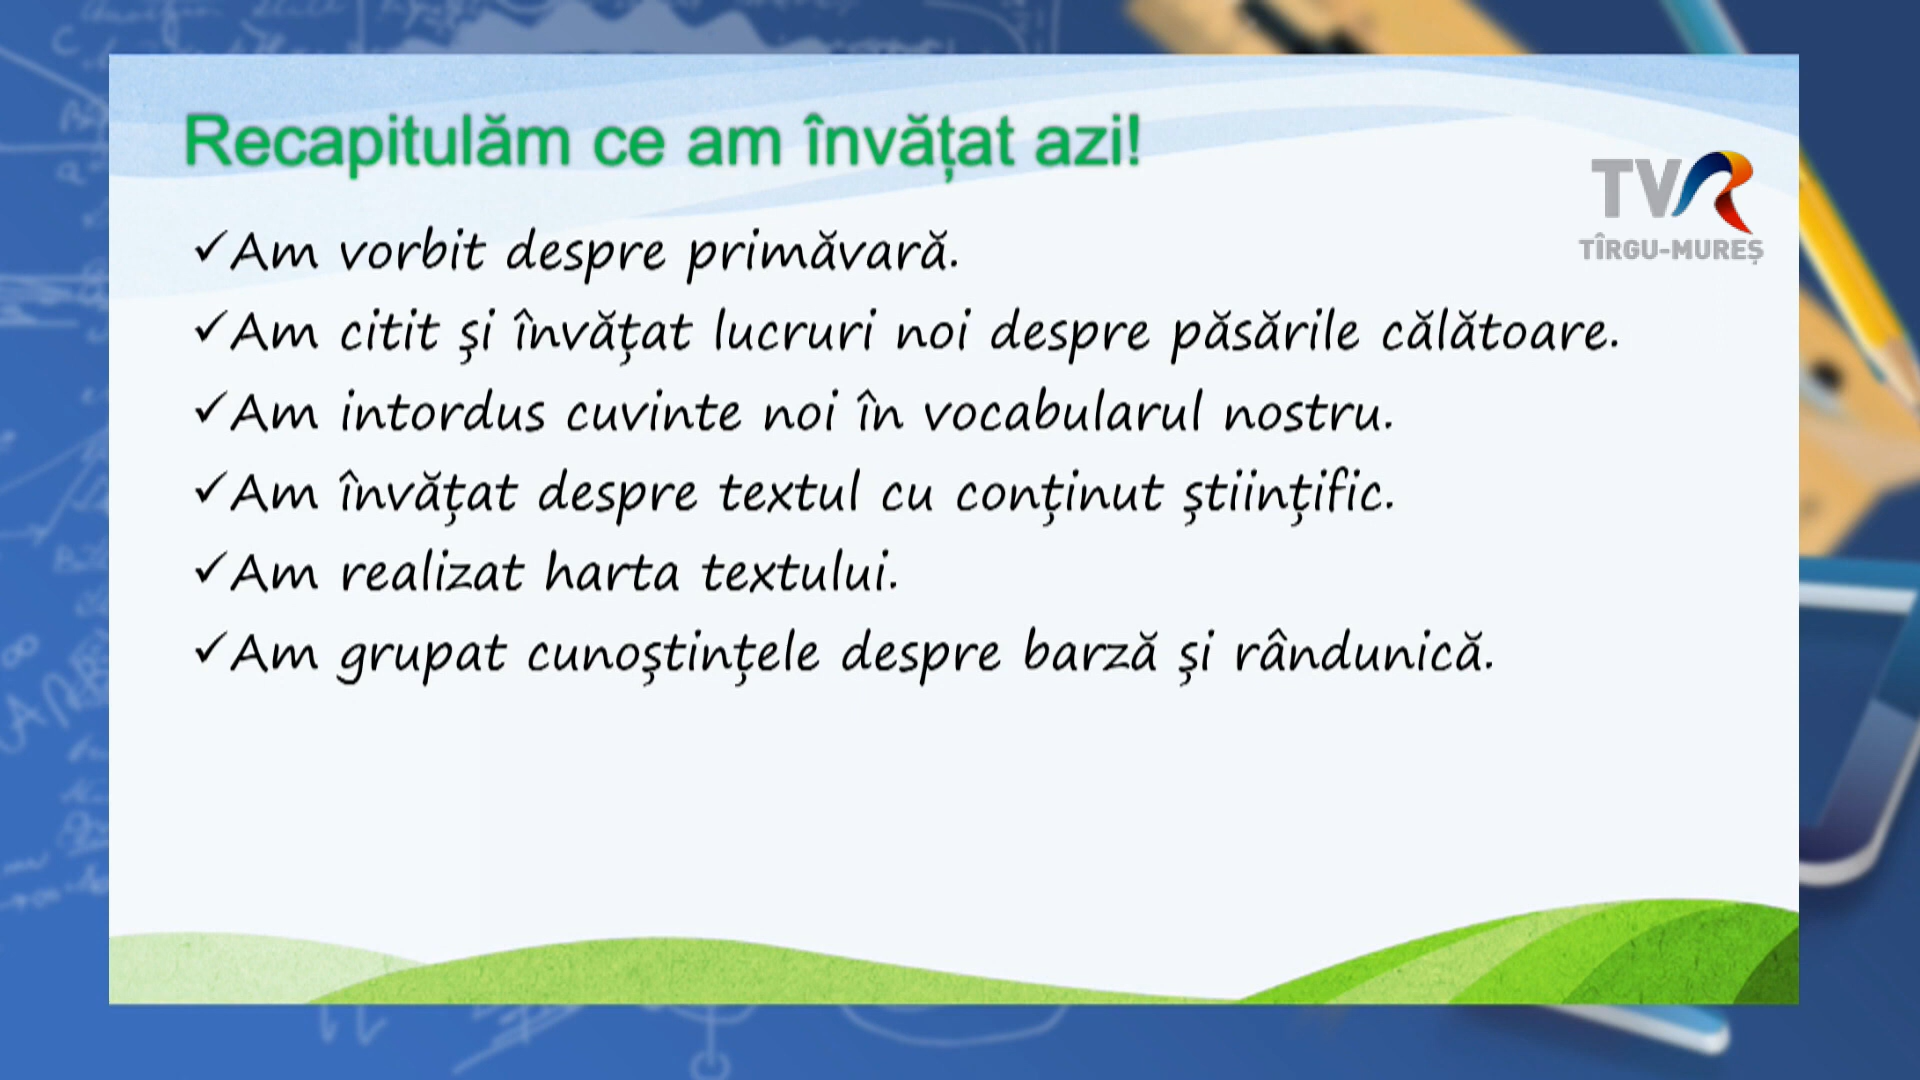 Recapitulăm ce am învățat azi!
TVR
TÎRGU-MUREȘ
✓Am vorbit despre primăvară.
✓Am citit și învățat lucruri noi despre păsările călătoare.
✓Am intordus cuvinte noi în vocabularul nostru.
✓Am învățat despre textul cu conținut științific.
✓Am realizat harta textului.
✓Am grupat cunoștințele despre barză și rândunică.